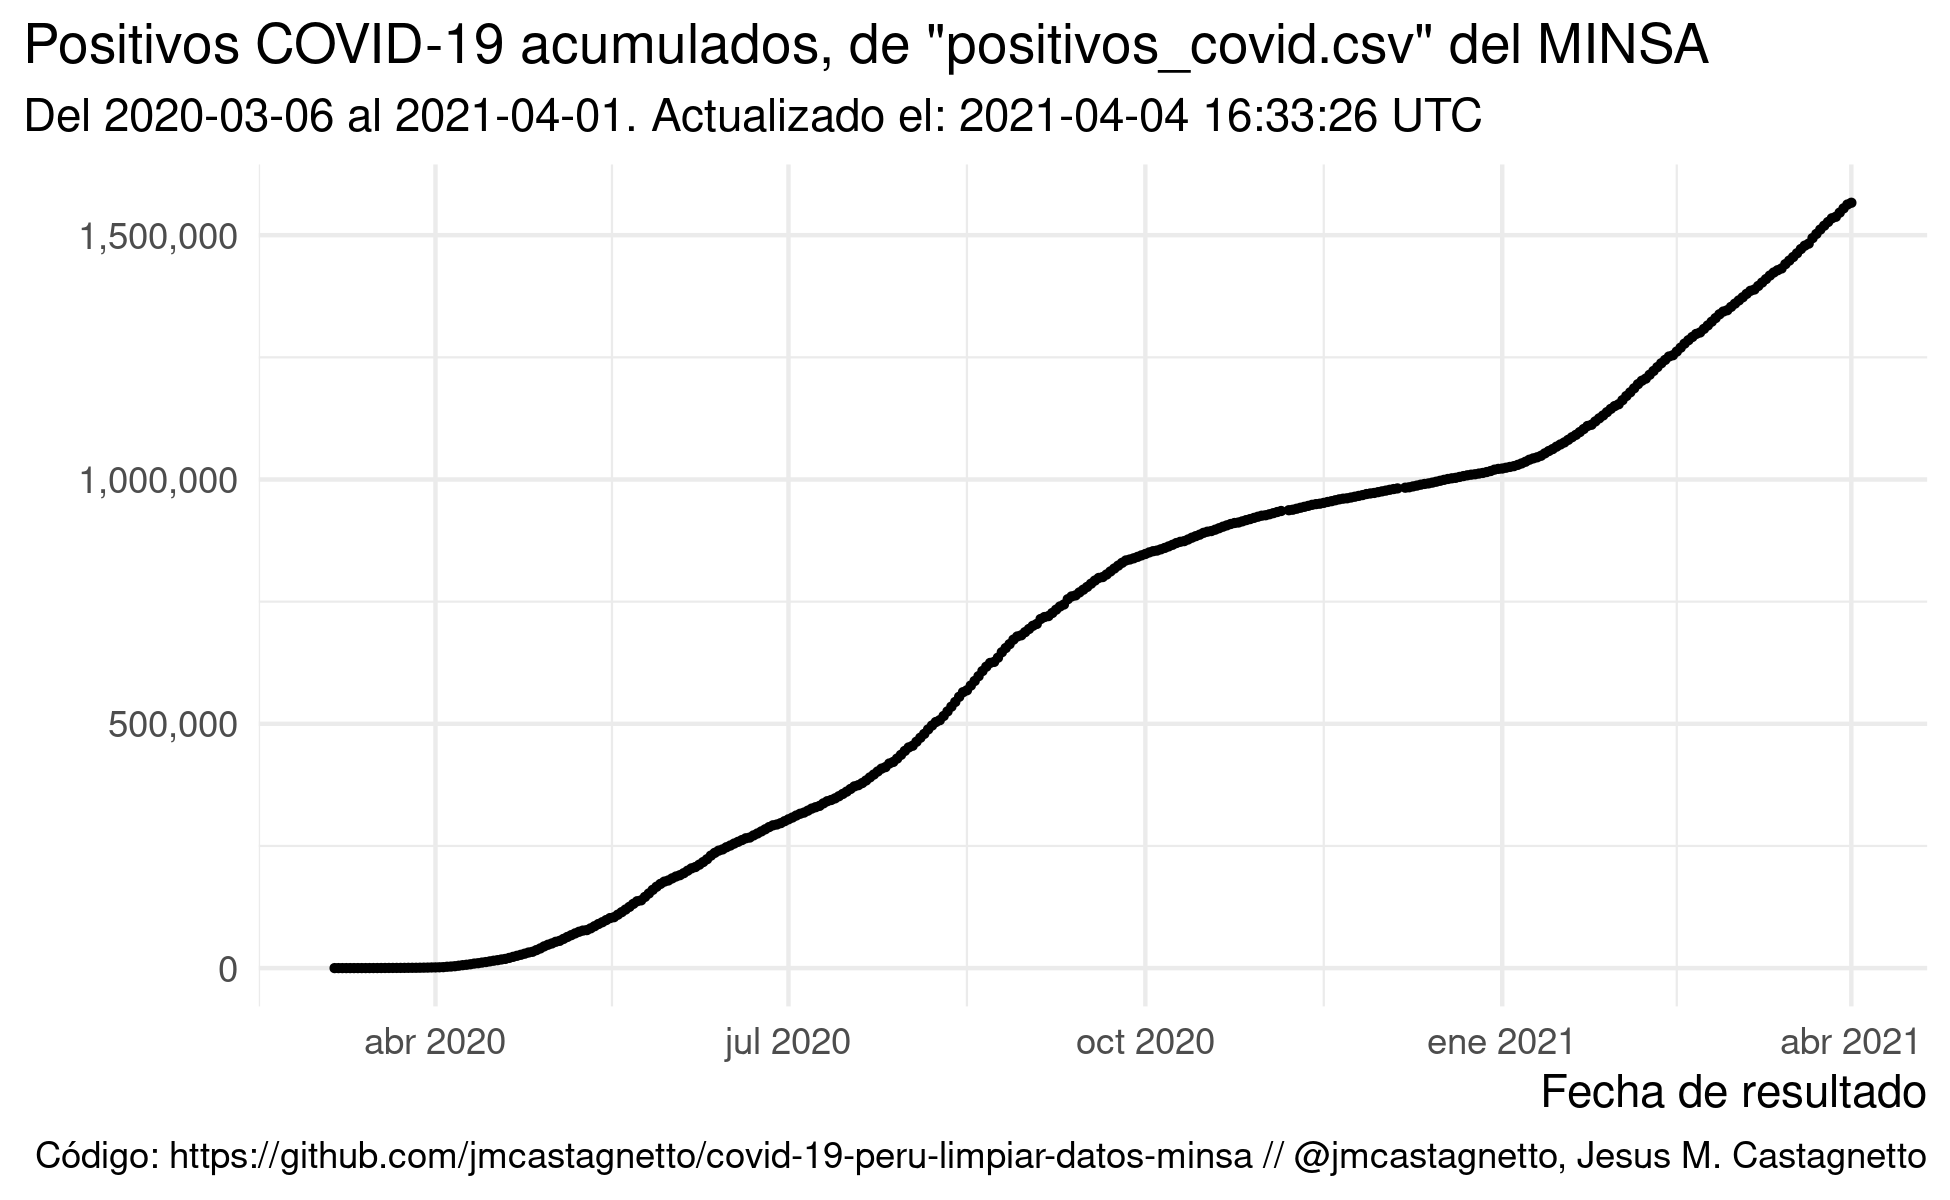 Positivos COVID-19 acumulados, de "positivos_covid.csv" del MINSA
Del 2020-03-06 al 2021-04-01. Actualizado el: 2021-04-04 16:33:26 UTC
1,500,000
1,000,000
500,000
0
abr 2020 jul 2020 oct 2020 ene 2021 abr 2021
Fecha de resultado
Código: https://github.com/jmcastagnetto/covid-19-peru-limpiar-datos-minsa // @jmcastagnetto, Jesus M. Castagnetto